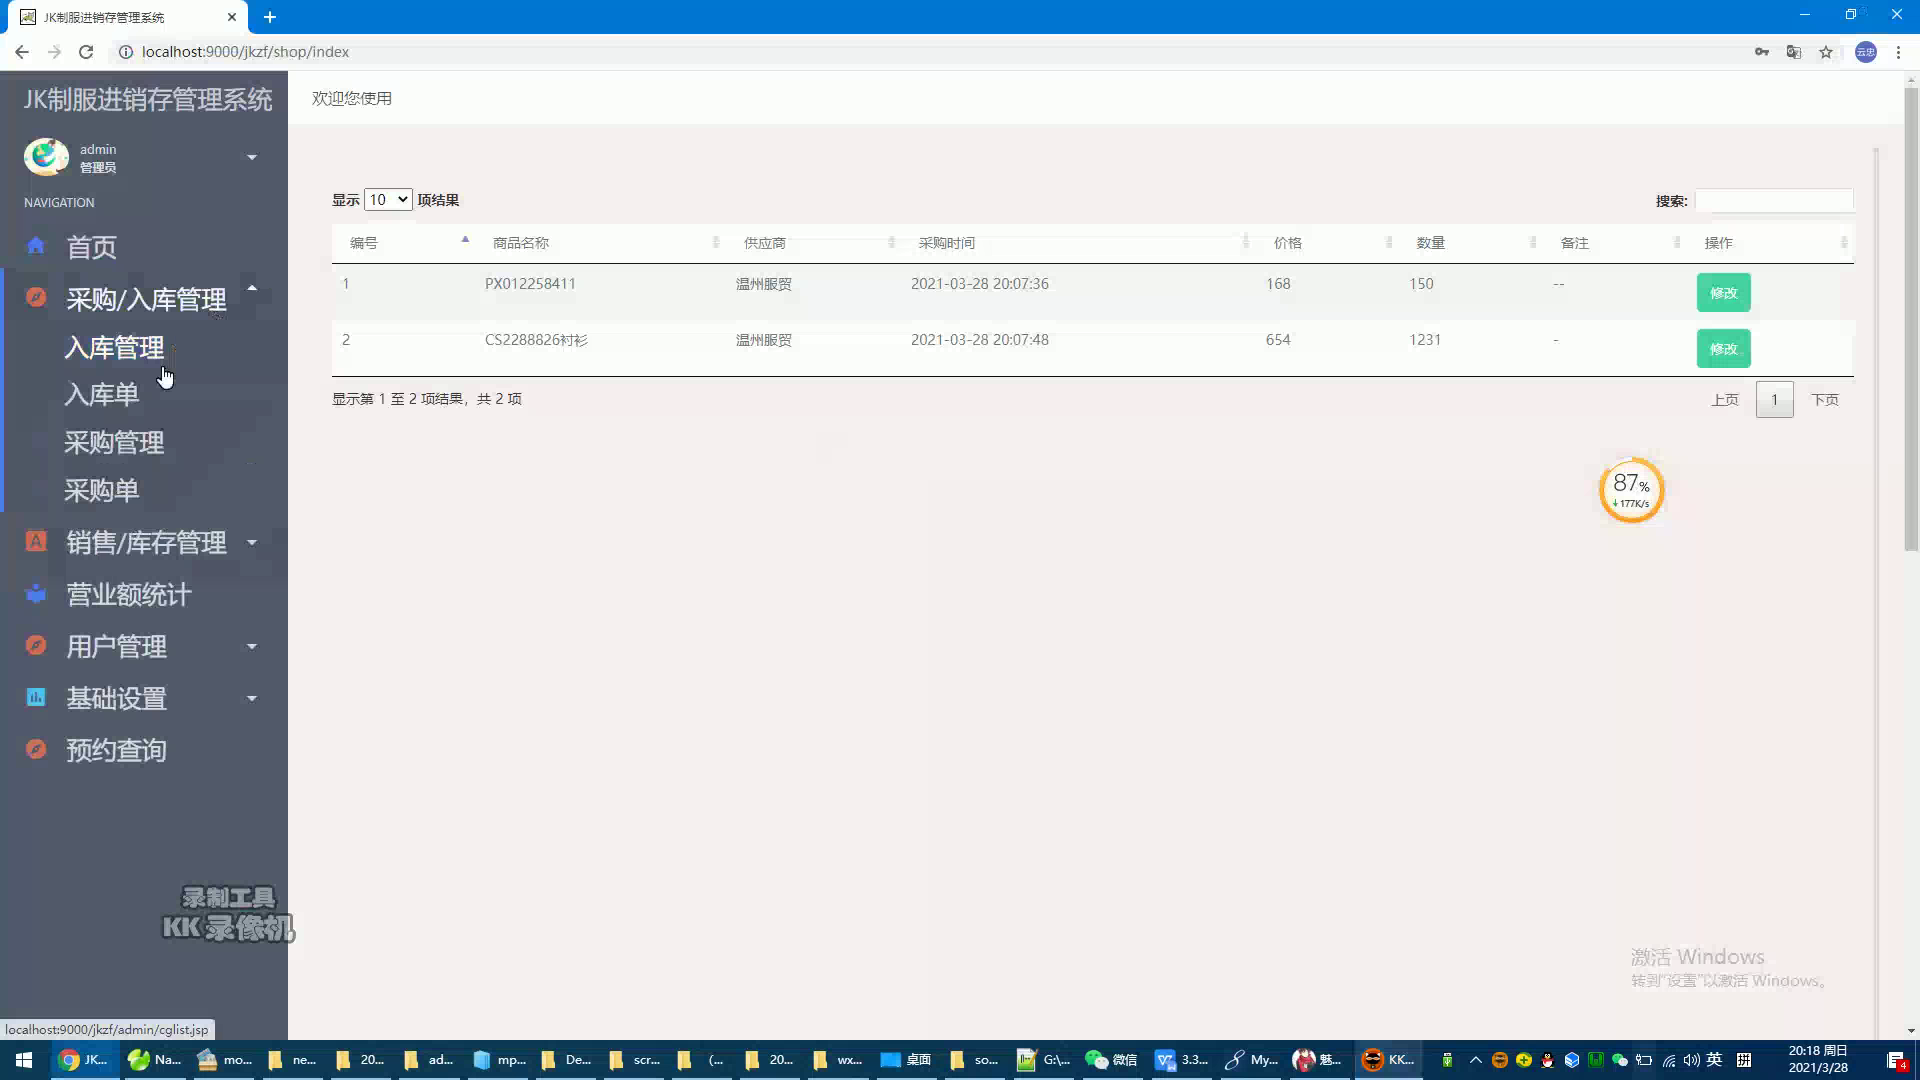 JK制服进销存管理系统
localhost:9000/jkzf/shop/index
云忠
JK制服进销存管理系统
欢迎您使用
admin
管理员
NAVIGATION
首页
采购/入库管理
入库管理
入库单
采购管理
采购单
销售/库存管理
营业额统计
用户管理
基础设置
预约查询
显示 10 项结果
搜索:
编号 商品名称 供应商 采购时间 价格 数量 备注 操作
1 PX012258411 温州服贸 2021-03-28 20:07:36 168 150 -- 修改
2 CS2288826衬衫 温州服贸 2021-03-28 20:07:48 654 1231 - 修改
显示第 1 至 2 项结果，共 2 项
上页 1 下页
87%
177K/s
录制工具
KK 录像机
激活 Windows
转到"设置"以激活 Windows。
localhost:9000/jkzf/admin/cglist.jsp
JK... Na... mo... ne... 20... ad... mp... De... scr... (... 20... wx... 桌面 so... G:\... 微信 3.3... My... 魅... KK... 英 拼
20:18 周日
2021/3/28
4